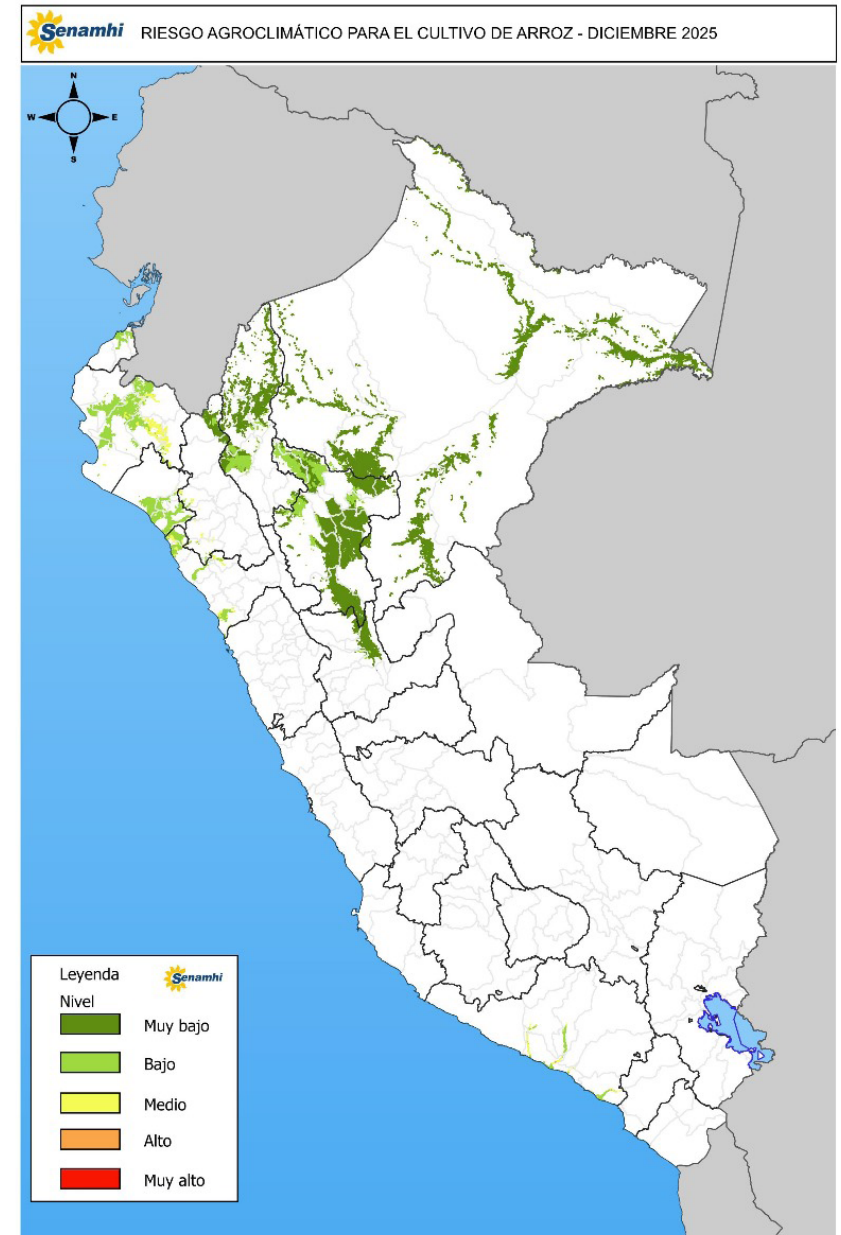 Senamhi
RIESGO AGROCLIMÁTICO PARA EL CULTIVO DE ARROZ - DICIEMBRE 2025
N
W
E
S
Leyenda
Senamhi
Nivel
Muy bajo
Bajo
Medio
Alto
Muy alto